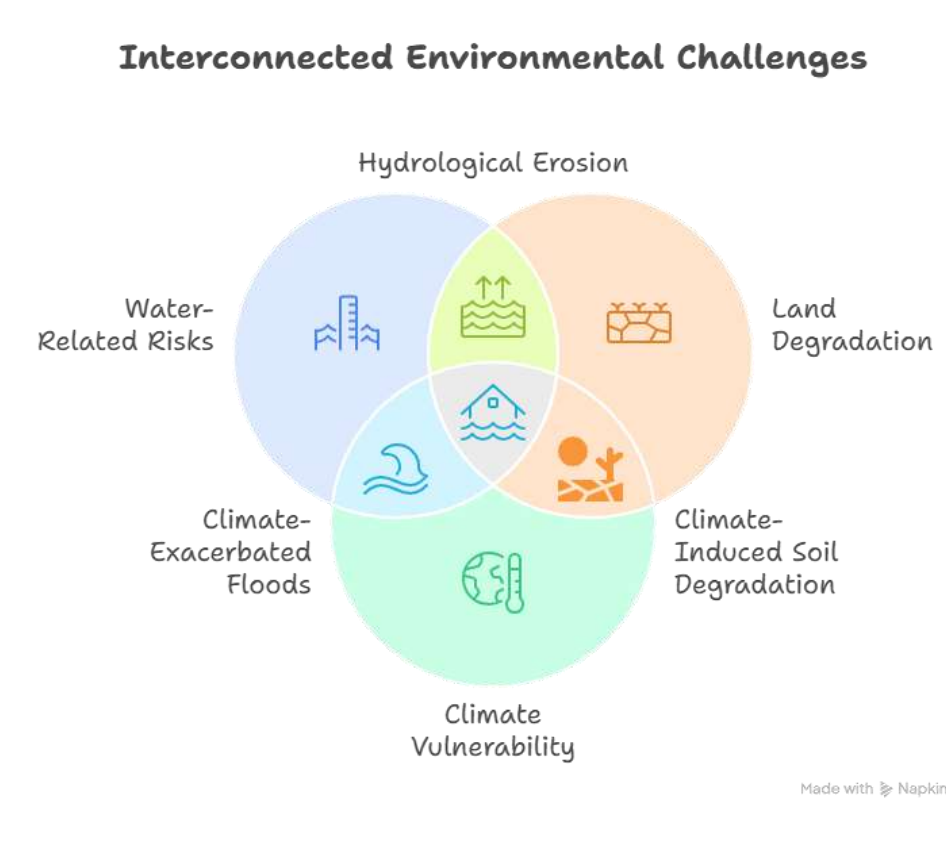 Interconnected Environmental Challenges
Hydrological Erosion
Water-
Related Risks
Land
Degradation
Climate-
Exacerbated
Floods
Climate-
Induced Soil
Degradation
Climate
Vulnerability
Made with Napkin